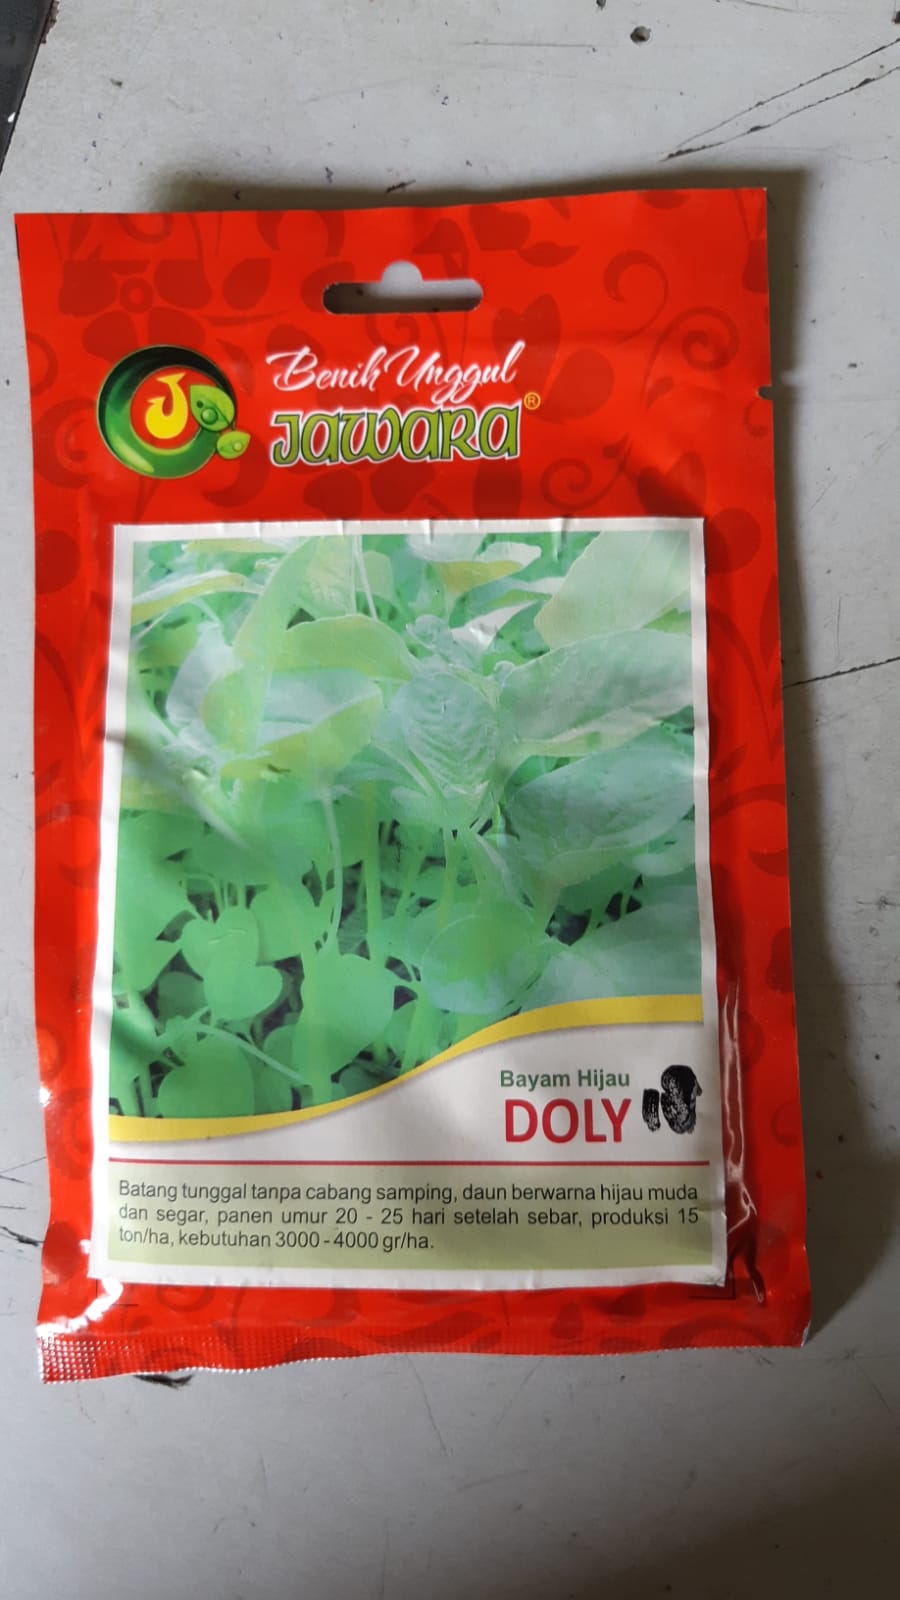 Benih Unggul
JAWARA®
Bayam Hijau
DOLY
Batang tunggal tanpa cabang samping, daun berwarna hijau muda
dan segar, panen umur 20 - 25 hari setelah sebar, produksi 15
ton/ha, kebutuhan 3000 - 4000 gr/ha.